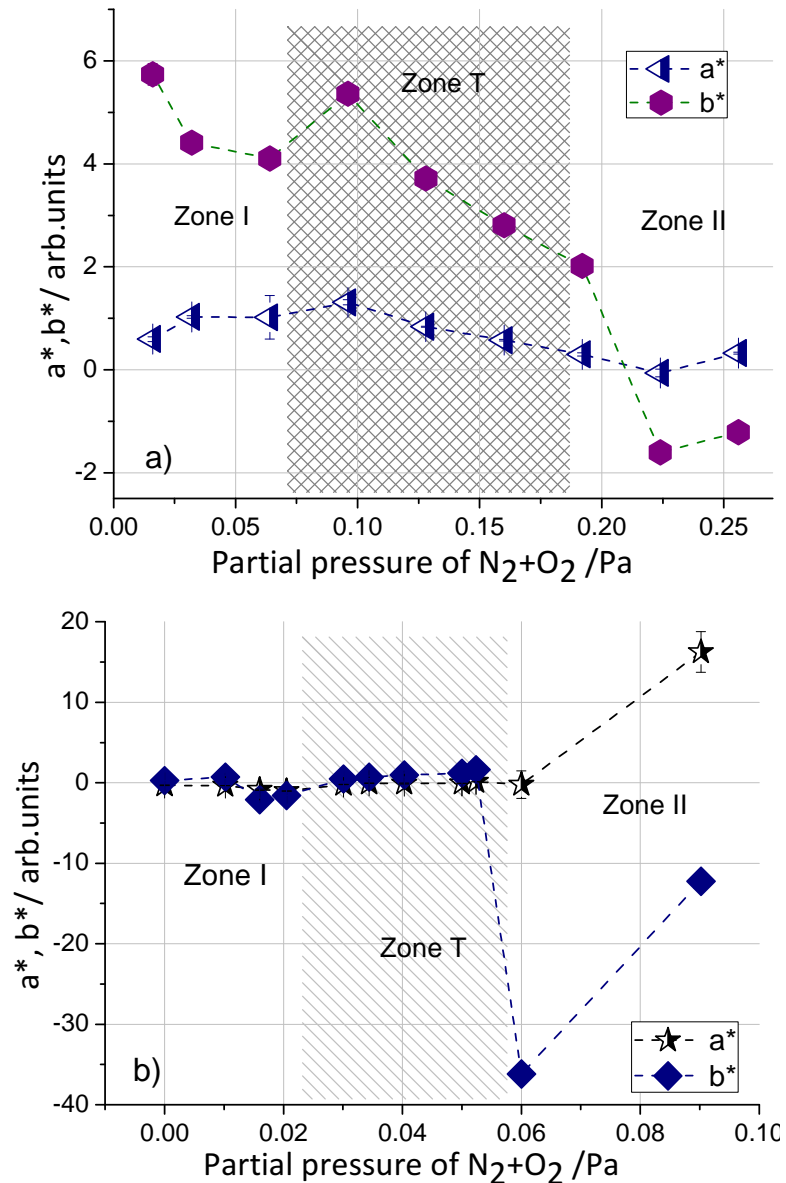 6
4
2
0
-2
a*,b*/ arb.units
Zone I
Zone T
Zone II
a*
b*
a)
0.00 0.05 0.10 0.15 0.20 0.25
Partial pressure of N2+O2 /Pa
20
10
0
-10
-20
-30
-40
a*, b*/ arb.units
Zone I
Zone T
Zone II
a*
b*
b)
0.00 0.02 0.04 0.06 0.08 0.10
Partial pressure of N2+O2 /Pa